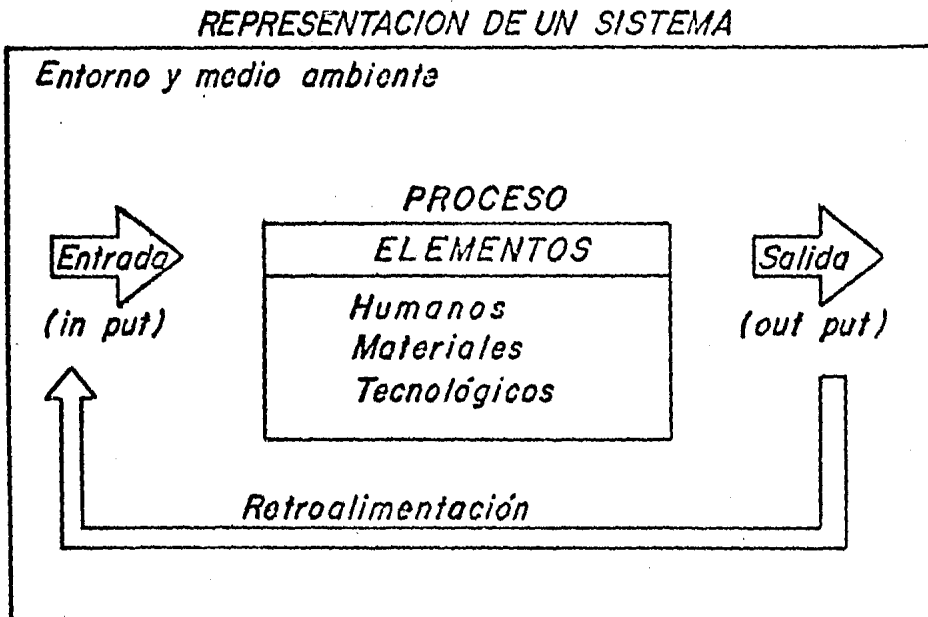 REPRESENTACION DE UN SISTEMA
Entorno y medio ambiente
PROCESO
ELEMENTOS
Entrada
(in put)
Humanos
Materiales
Tecnológicos
Salida
(out put)
Retroalimentación